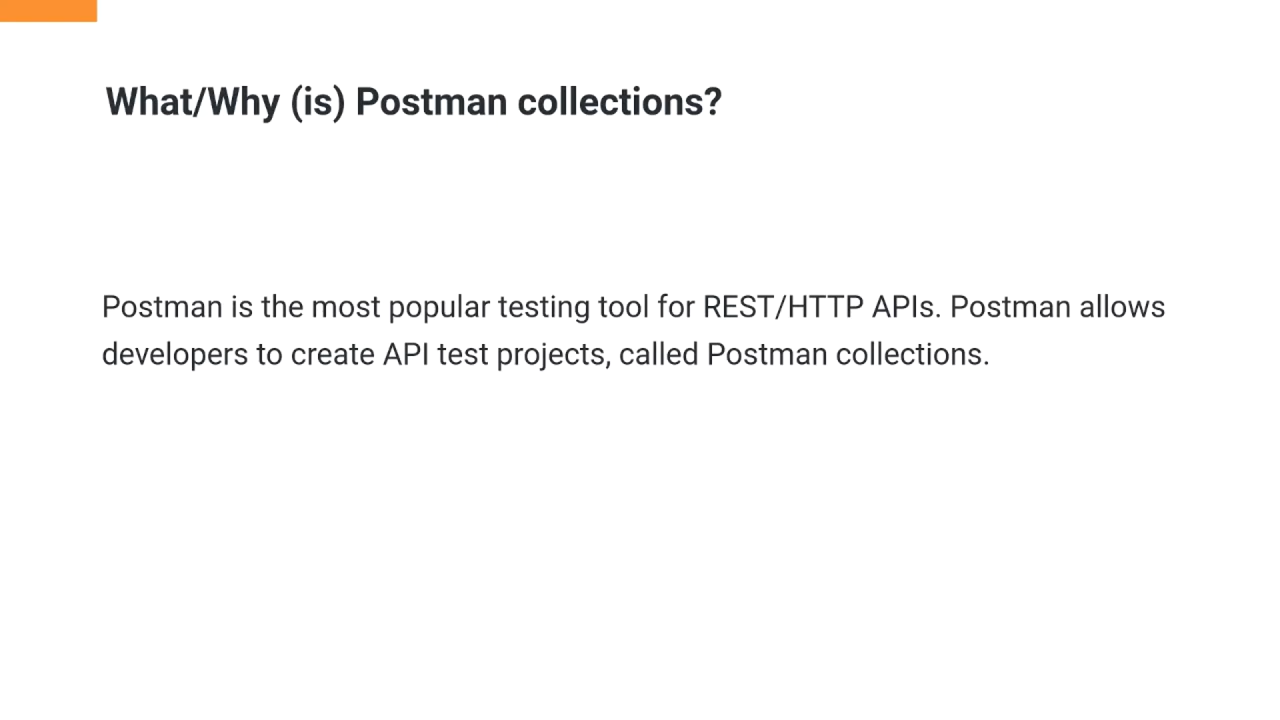 What/Why (is) Postman collections?
Postman is the most popular testing tool for REST/HTTP APIs. Postman allows
developers to create API test projects, called Postman collections.